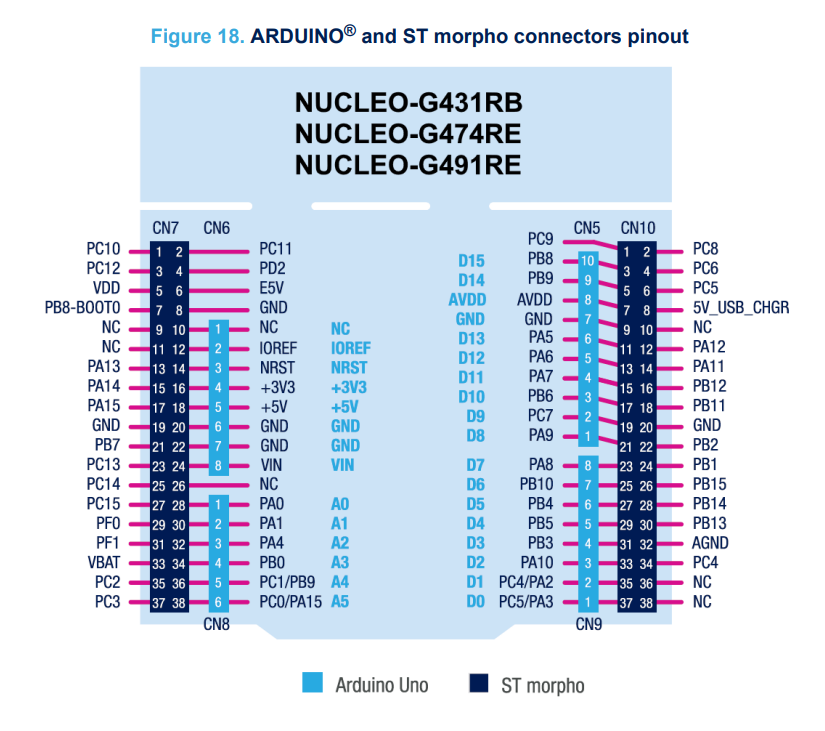 Figure 18. ARDUINO® and ST morpho connectors pinout
NUCLEO-G431RB
NUCLEO-G474RE
NUCLEO-G491RE
CN7 CN6
PC10 1 2 PC11
PC12 3 4 PD2
VDD 5 6 E5V
PB8-BOOT0 7 8 GND
NC 9 10 1 NC NC
NC 11 12 2 IOREF IOREF
PA13 13 14 3 NRST NRST
PA14 15 16 4 +3V3 +3V3
PA15 17 18 5 +5V +5V
GND 19 20 6 GND GND
PB7 21 22 7 GND GND
PC13 23 24 8 VIN VIN
PC14 25 26 NC
PC15 27 28 1 PA0 A0
PF0 29 30 2 PA1 A1
PF1 31 32 3 PA4 A2
VBAT 33 34 4 PB0 A3
PC2 35 36 5 PC1/PB9 A4
PC3 37 38 6 PC0/PA15 A5
CN8
CN5 CN10
PC9 1 2 PC8
D15 PB8 10 3 4 PC6
D14 PB9 9 5 6 PC5
AVDD AVDD 8 7 8 5V_USB_CHGR
GND GND 7 9 10 NC
D13 PA5 6 11 12 PA12
D12 PA6 5 13 14 PA11
D11 PA7 4 15 16 PB12
D10 PB6 3 17 18 PB11
D9 PC7 2 19 20 GND
D8 PA9 1 21 22 PB2
D7 PA8 8 23 24 PB1
D6 PB10 7 25 26 PB15
D5 PB4 6 27 28 PB14
D4 PB5 5 29 30 PB13
D3 PB3 4 31 32 AGND
D2 PA10 3 33 34 PC4
D1 PC4/PA2 2 35 36 NC
D0 PC5/PA3 1 37 38 NC
CN9
Arduino Uno
ST morpho